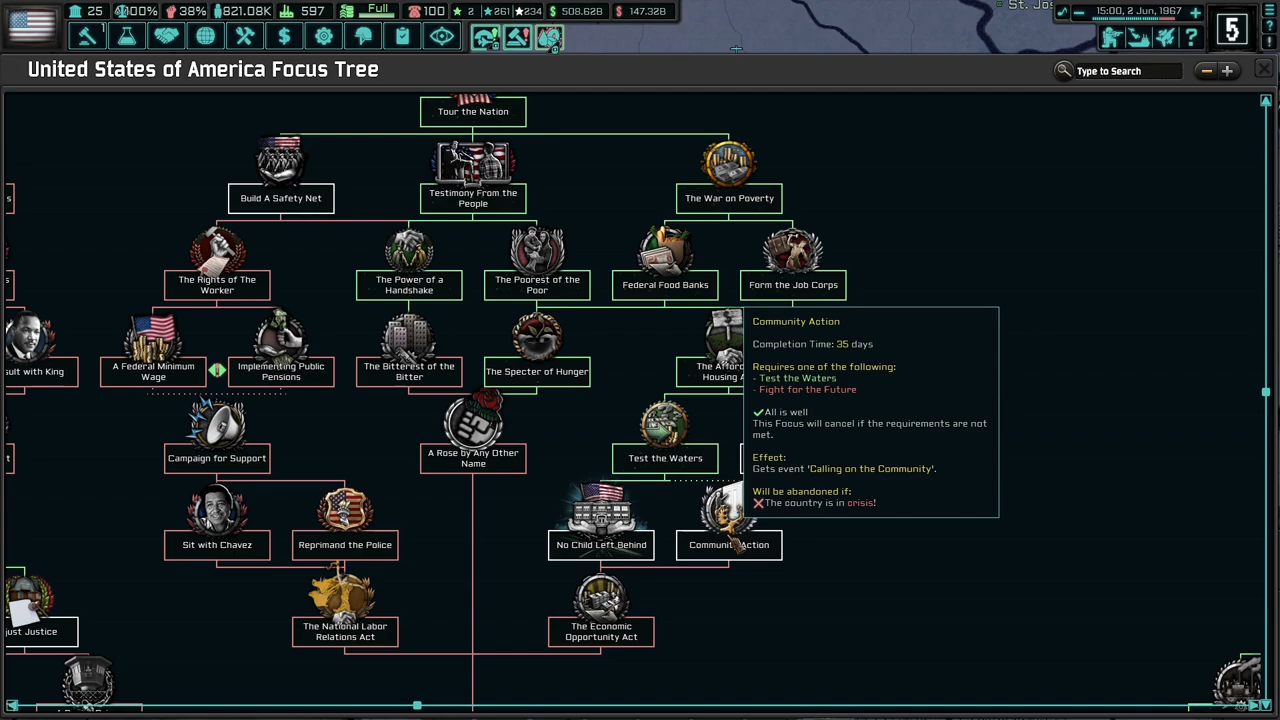 25 100% 38% 821.08K 597 Full 100 2 261 234 $ 508.62B $ 147.32B
St. Jos
15:00, 2 Jun, 1967
5
United States of America Focus Tree
Type to Search
Tour the Nation
Build A Safety Net
Testimony From the
People
The War on Poverty
The Rights of The
Worker
The Power of a
Handshake
The Poorest of the
Poor
Federal Food Banks
Form the Job Corps
sult with King
A Federal Minimum
Wage
Implementing Public
Pensions
The Bitterest of the
Bitter
The Specter of Hunger
The Afford
Housing A
Community Action
Completion Time: 35 days
Requires one of the following:
- Test the Waters
- Fight for the Future
All is well
This Focus will cancel if the requirements are not
met.
Effect:
Gets event 'Calling on the Community'.
Will be abandoned if:
The country is in crisis!
Campaign for Support
A Rose by Any Other
Name
Test the Waters
Sit with Chavez
Reprimand the Police
No Child Left Behind
Community Action
just Justice
The National Labor
Relations Act
The Economic
Opportunity Act